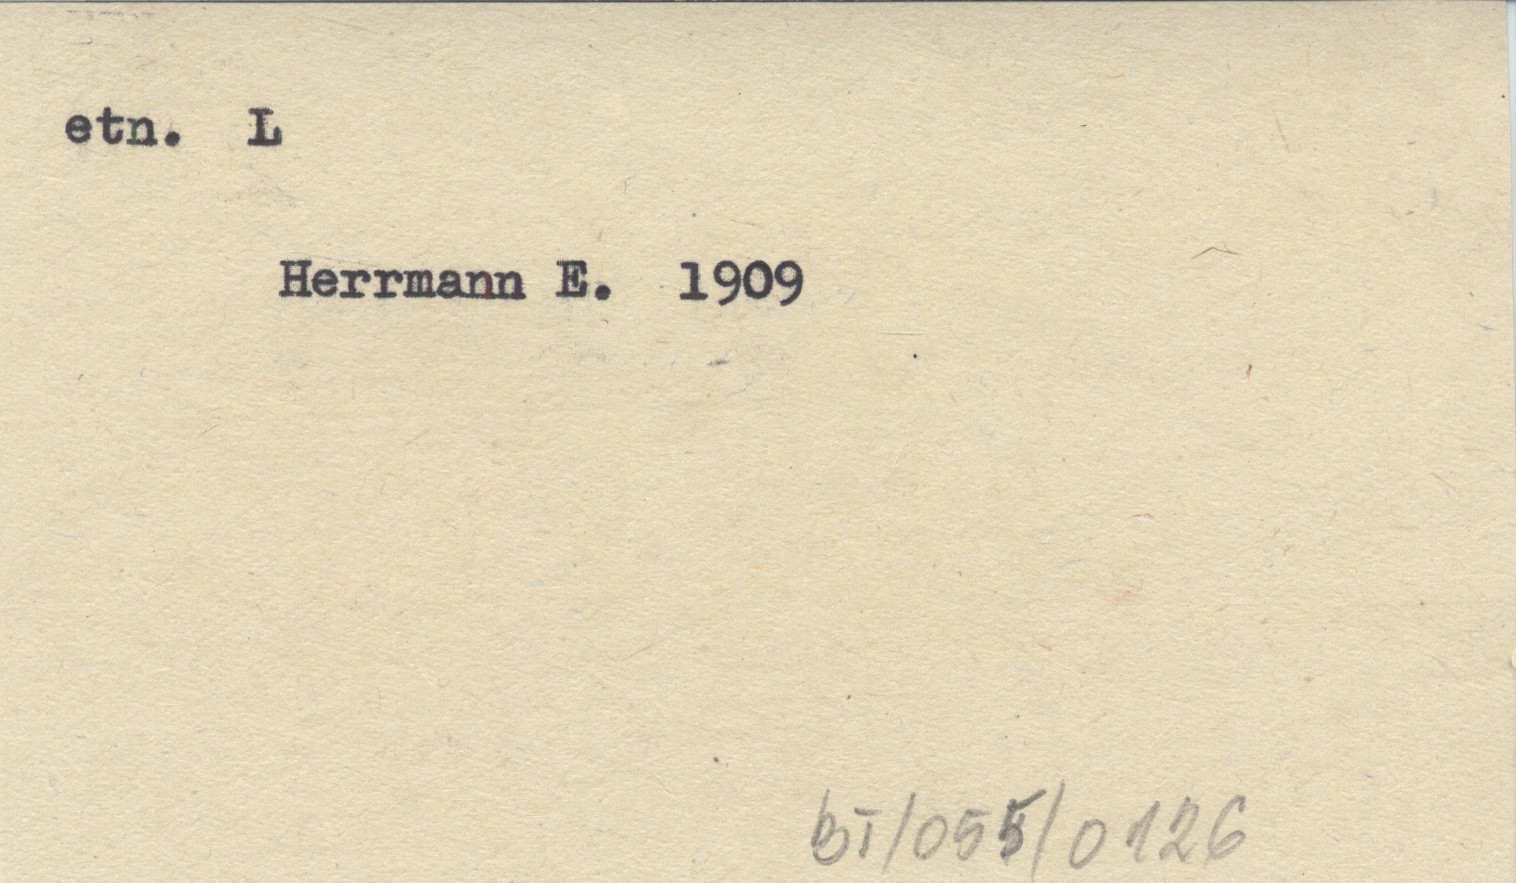 etn. L
Herrmann E. 1909
BI/055/0126